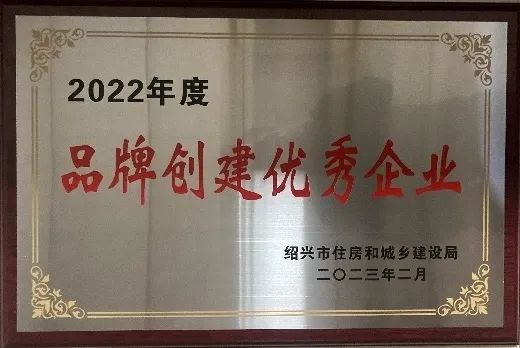 2022年度
品牌创建优秀企业
绍兴市住房和城乡建设局
二〇二三年二月